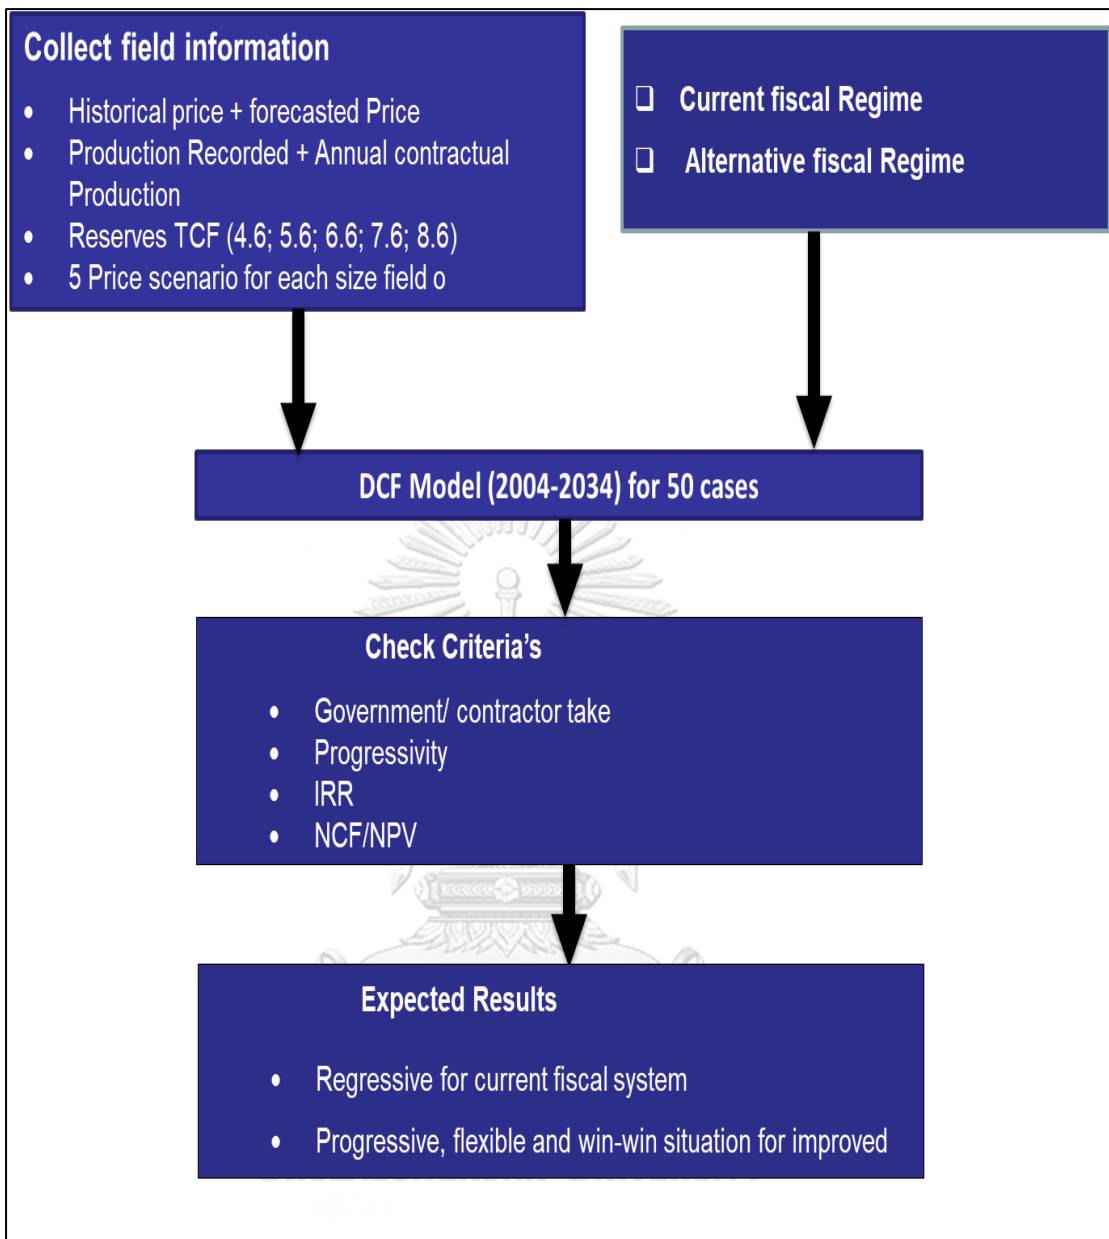 Collect field information
• Historical price + forecasted Price
• Production Recorded + Annual contractual
Production
• Reserves TCF (4.6; 5.6; 6.6; 7.6; 8.6)
• 5 Price scenario for each size field o
❑ Current fiscal Regime
❑ Alternative fiscal Regime
DCF Model (2004-2034) for 50 cases
Check Criteria's
• Government/ contractor take
• Progressivity
• IRR
• NCF/NPV
Expected Results
• Regressive for current fiscal system
• Progressive, flexible and win-win situation for improved